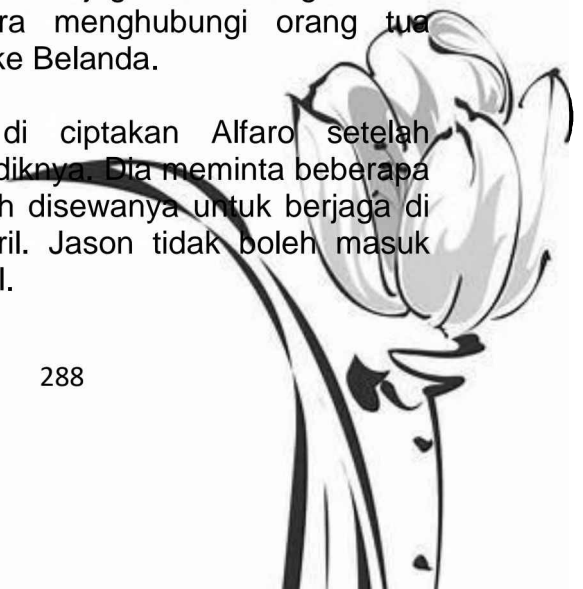 ra menghubungi orang tua
ke Belanda.
di ciptakan Alfaro setelah
diknya. Dia meminta beberapa
h disewanya untuk berjaga di
ril. Jason tidak boleh masuk
l.
288